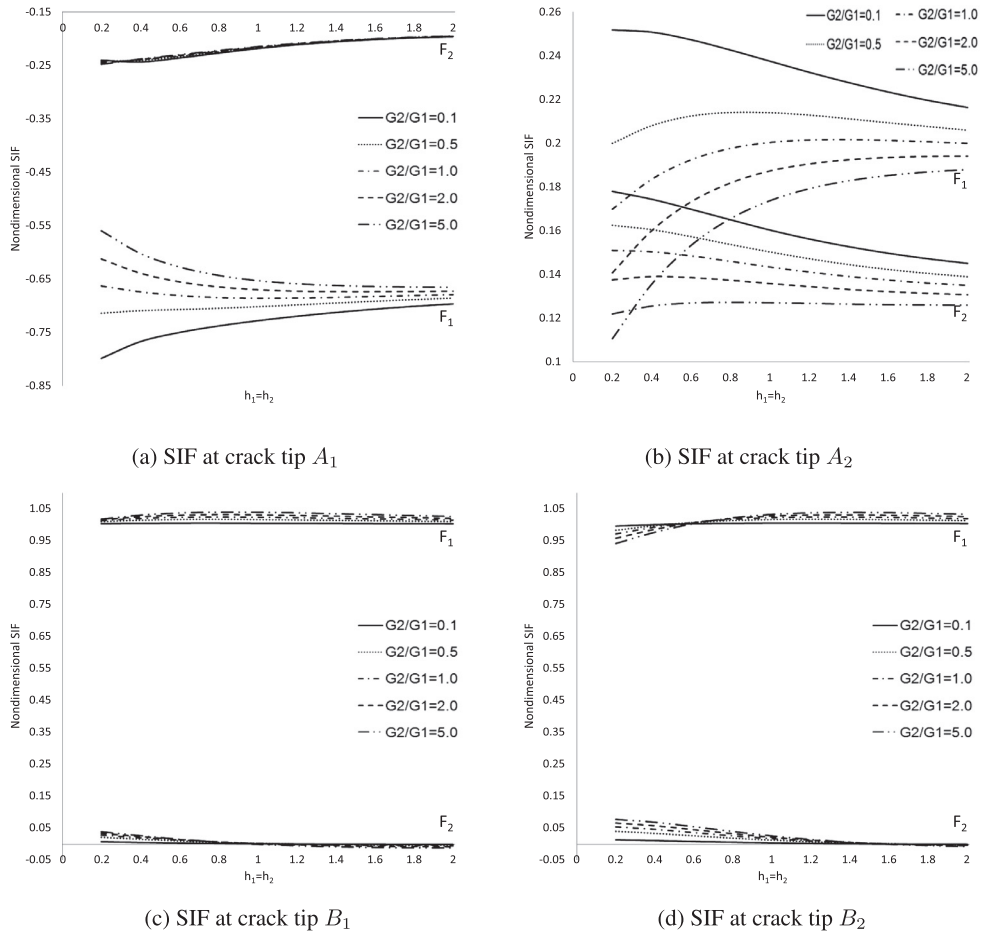 -0.15
0 0.2 0.4 0.6 0.8 1 1.2 1.4 1.6 1.8 2
-0.25
-0.35
-0.45
-0.55
-0.65
-0.75
-0.85
Nondimensional SIF
F2
G2/G1=0.1
G2/G1=0.5
G2/G1=1.0
G2/G1=2.0
G2/G1=5.0
F1
h1=h2
(a) SIF at crack tip A1
0.26
0.24
0.22
0.2
0.18
0.16
0.14
0.12
0.1
Nondimensional SIF
G2/G1=0.1
G2/G1=0.5
G2/G1=1.0
G2/G1=2.0
G2/G1=5.0
F1
F2
0 0.2 0.4 0.6 0.8 1 1.2 1.4 1.6 1.8 2
h1=h2
(b) SIF at crack tip A2
1.05
0.95
0.85
0.75
0.65
0.55
0.45
0.35
0.25
0.15
0.05
-0.05
Nondimensional SIF
F1
G2/G1=0.1
G2/G1=0.5
G2/G1=1.0
G2/G1=2.0
G2/G1=5.0
F2
0 0.2 0.4 0.6 0.8 1 1.2 1.4 1.6 1.8 2
h1=h2
(c) SIF at crack tip B1
1.05
0.95
0.85
0.75
0.65
0.55
0.45
0.35
0.25
0.15
0.05
-0.05
Nondimensional SIF
F1
G2/G1=0.1
G2/G1=0.5
G2/G1=1.0
G2/G1=2.0
G2/G1=5.0
F2
0 0.2 0.4 0.6 0.8 1 1.2 1.4 1.6 1.8 2
h1=h2
(d) SIF at crack tip B2